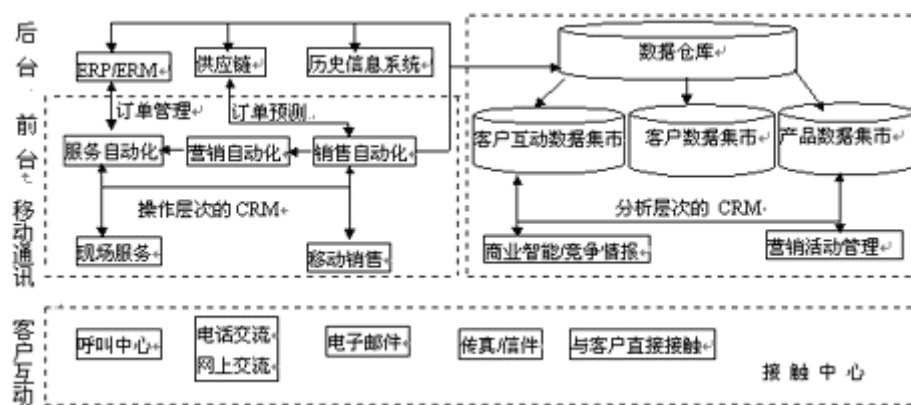 后台
前台
移动通讯
客户互动
ERP/ERM
供应链
历史信息系统
数据仓库
订单管理
订单预测
服务自动化
营销自动化
销售自动化
客户互动数据集市
客户数据集市
产品数据集市
操作层次的 CRM
分析层次的 CRM
现场服务
移动销售
商业智能/竞争情报
营销活动管理
呼叫中心
电话交流
网上交流
电子邮件
传真/信件
与客户直接接触
接触中心